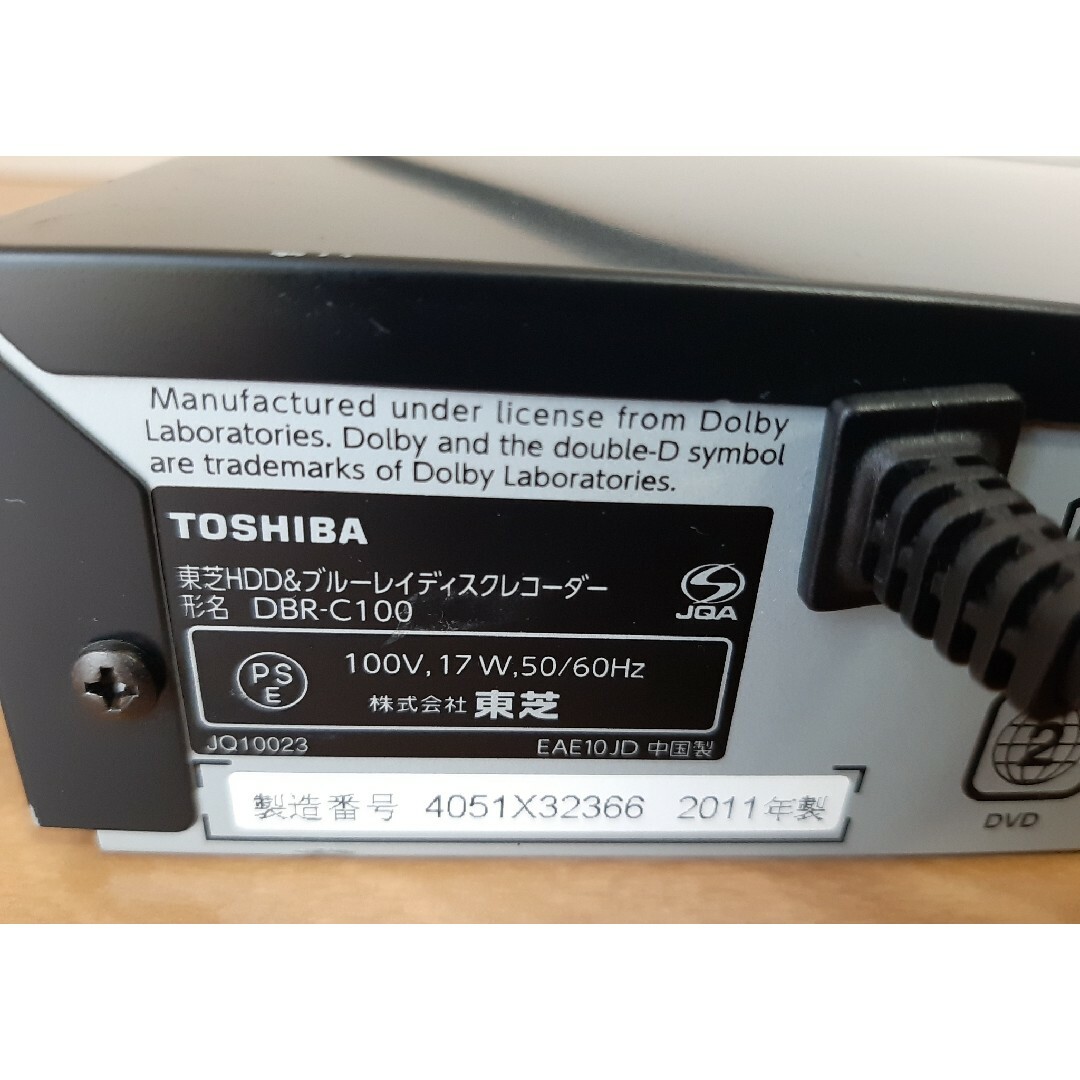 Manufactured under license from Dolby
Laboratories. Dolby and the double-D symbol
are trademarks of Dolby Laboratories.
TOSHIBA
東芝HDD&ブルーレイディスクレコーダー
形名 DBR-C100
JQA
PS
E
100V, 17W, 50/60Hz
株式会社 東芝
JQ10023
EAE10JD 中国製
製造番号 4051X32366 2011年製
2
DVD